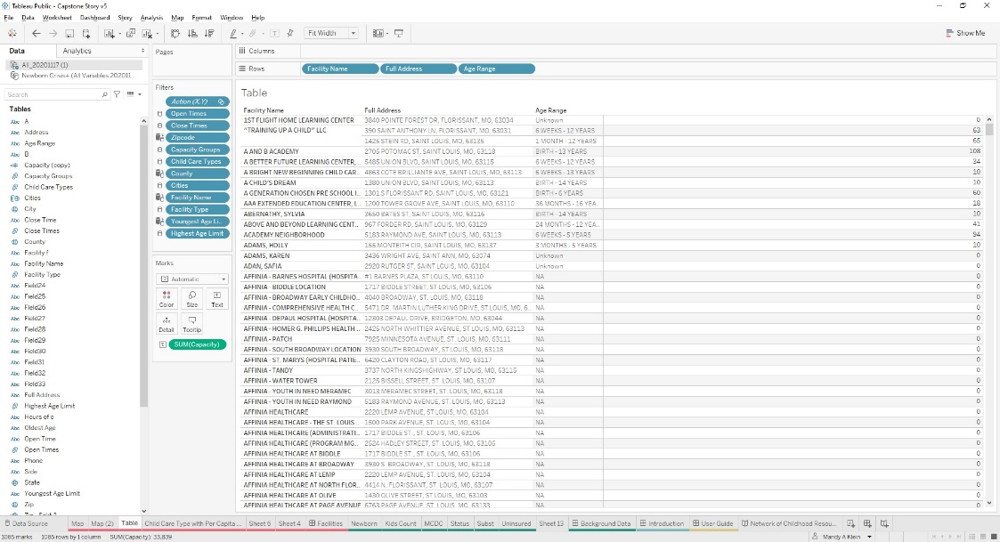 Tableau Public - Capstone Story v5
File Data Worksheet Dashboard Story Analysis Map Format Window Help
Fit Width
Show Me
Data Analytics
All_20201117 (1)
Newborn Crisis+ (All Variables 202011...
Search
Tables
Abc A
Abc Address
Abc Age Range
Abc B
Capacity (copy)
Capacity Groups
Child Care Types
Cities
City
Abc Close Time
Close Times
County
Abc Facility f
Abc Facility Name
Facility Type
Abc Field24
Abc Field25
Abc Field26
Abc Field27
Abc Field28
Abc Field29
Abc Field30
Abc Field31
Abc Field32
Abc Field33
Abc Full Address
Highest Age Limit
Abc Hours of o
Abc Oldest Age
Abc Open Time
Open Times
Abc Phone
Abc Side
State
Abc Youngest Age Limit
Zip
Pages
Filters
Action (X,Y)
Open Times
Close Times
Zipcode
Capacity Groups
Child Care Types
County
Cities
Facility Name
Facility Type
Youngest Age Li..
Highest Age Limit
Marks
Automatic
Color Size Text
Detail Tooltip
SUM(Capacity)
Columns
Rows Facility Name Full Address Age Range
Table
Facility Name Full Address Age Range
1ST FLIGHT HOME LEARNING CENTER 3840 POINTE FOREST DR, FLORISSANT, MO, 63034 Unknown 0
"TRAINING UP A CHILD" LLC 390 SAINT ANTHONY LN, FLORISSANT, MO, 63031 6 WEEKS - 12 YEARS 63
1425 STEIN RD, SAINT LOUIS, MO, 63135 1 MONTH - 12 YEARS 65
A AND B ACADEMY 2705 POTOMAC ST, SAINT LOUIS, MO, 63118 BIRTH - 13 YEARS 108
A BETTER FUTURE LEARNING CENTER, .. 5485 UNION BLVD, SAINT LOUIS, MO, 63115 6 WEEKS - 12 YEARS 34
A BRIGHT NEW BEGINNING CHILD CAR.. 4863 COTE BRILLIANTE AVE, SAINT LOUIS, MO, 63113 6 WEEKS - 13 YEARS 10
A CHILD'S DREAM 1380 UNION BLVD, SAINT LOUIS, MO, 63113 BIRTH - 14 YEARS 10
A GENERATION CHOSEN PRE SCHOOL I.. 1301 S FLORISSANT RD, SAINT LOUIS, MO, 63121 BIRTH - 6 YEARS 60
AAA EXTENDED EDUCATION CENTER, L.. 1200 TOWER GROVE AVE, SAINT LOUIS, MO, 63110 36 MONTHS - 16 YEA.. 18
ABERNATHY, SYLVIA 3650 BATES ST, SAINT LOUIS, MO, 63116 BIRTH - 14 YEARS 10
ABOVE AND BEYOND LEARNING CENT.. 967 FORDER RD, SAINT LOUIS, MO, 63129 24 MONTHS - 12 YEA.. 41
ACADEMY NEIGHBORHOOD 5183 RAYMOND AVE, SAINT LOUIS, MO, 63113 6 WEEKS - 5 YEARS 94
ADAMS, HOLLY 155 MONTEITH CIR, SAINT LOUIS, MO, 63137 3 MONTHS - 5 YEARS 10
ADAMS, KAREN 3436 WRIGHT AVE, SAINT ANN, MO, 63074 Unknown 0
ADAN, SAFIA 2920 RUTGER ST, SAINT LOUIS, MO, 63104 Unknown 0
AFFINIA - BARNES HOSPITAL (HOSPITA.. #1 BARNES PLAZA, ST LOUIS, MO, 63110 NA 0
AFFINIA - BIDDLE LOCATION 1717 BIDDLE STREET, ST LOUIS, MO, 63106 NA 0
AFFINIA - BROADWAY EARLY CHILDHO.. 4040 BROADWAY, ST. LOUIS, MO, 63118 NA 0
AFFINIA - COMPREHENSIVE HEALTH C.. 5471 DR. MARTIN LUTHER KING DRIVE, ST LOUIS, MO, 6.. NA 0
AFFINIA - DEPAUL HOSPITAL (HOSPITA.. 12303 DEPAUL DRIVE, BRIDGETON, MO, 63044 NA 0
AFFINIA - HOMER G. PHILLIPS HEALTH .. 2425 NORTH WHITTIER AVENUE, ST LOUIS, MO, 63113 NA 0
AFFINIA - PATCH 7925 MINNESOTA AVENUE, ST. LOUIS, MO, 63111 NA 0
AFFINIA - SOUTH BROADWAY LOCATION 3930 SOUTH BROADWAY, ST LOUIS, MO, 63118 NA 0
AFFINIA - ST. MARYS (HOSPITAL PATIE.. 6420 CLAYTON ROAD, ST LOUIS, MO, 63117 NA 0
AFFINIA - TANDY 3737 NORTH KINGSHIGHWAY, ST LOUIS, MO, 63115 NA 0
AFFINIA - WATER TOWER 2125 BISSELL STREET, ST LOUIS, MO, 63107 NA 0
AFFINIA - YOUTH IN NEED MERAMEC 3013 MERAMEC STREET, ST. LOUIS, MO, 63118 NA 0
AFFINIA - YOUTH IN NEED RAYMOND 5183 RAYMOND AVENUE, ST. LOUIS, MO, 63113 NA 0
AFFINIA HEALTHCARE 2220 LEMP AVENUE, ST LOUIS, MO, 63104 NA 0
AFFINIA HEALTHCARE - THE ST. LOUIS .. 1500 PARK AVENUE, ST. LOUIS, MO, 63104 NA 0
AFFINIA HEALTHCARE (ADMINISTRATI.. 1717 BIDDLE ST., ST. LOUIS, MO, 63106 NA 0
AFFINIA HEALTHCARE (PROGRAM MG.. 2524 HADLEY STREET, ST. LOUIS, MO, 63106 NA 0
AFFINIA HEALTHCARE AT BIDDLE 1717 BIDDLE ST., ST. LOUIS, MO, 63106 NA 0
AFFINIA HEALTHCARE AT BROADWAY 3930 S. BROADWAY, ST. LOUIS, MO, 63118 NA 0
AFFINIA HEALTHCARE AT LEMP 2220 LEMP AVENUE, ST. LOUIS, MO, 63104 NA 0
AFFINIA HEALTHCARE AT NORTH FLOR.. 4414 N. FLORISSANT, ST. LOUIS, MO, 63107 NA 0
AFFINIA HEALTHCARE AT OLIVE 1430 OLIVE STREET, ST. LOUIS, MO, 63103 NA 0
AFFINIA HEALTHCARE AT PAGE AVENUE 6763 PAGE AVENUE, ST. LOUIS, MO, 63133 NA 0
Data Source Map Map (2) Table Child Care Type with Per Capita ... Sheet 6 Sheet 4 Facilities Newborn Kids Count MCDC Status Subst Uninsured Sheet 13 Background Data Introduction User Guide Network of Childhood Resou...
1085 marks 1085 rows by 1 column SUM(Capacity): 33,839 Mandy A Klein